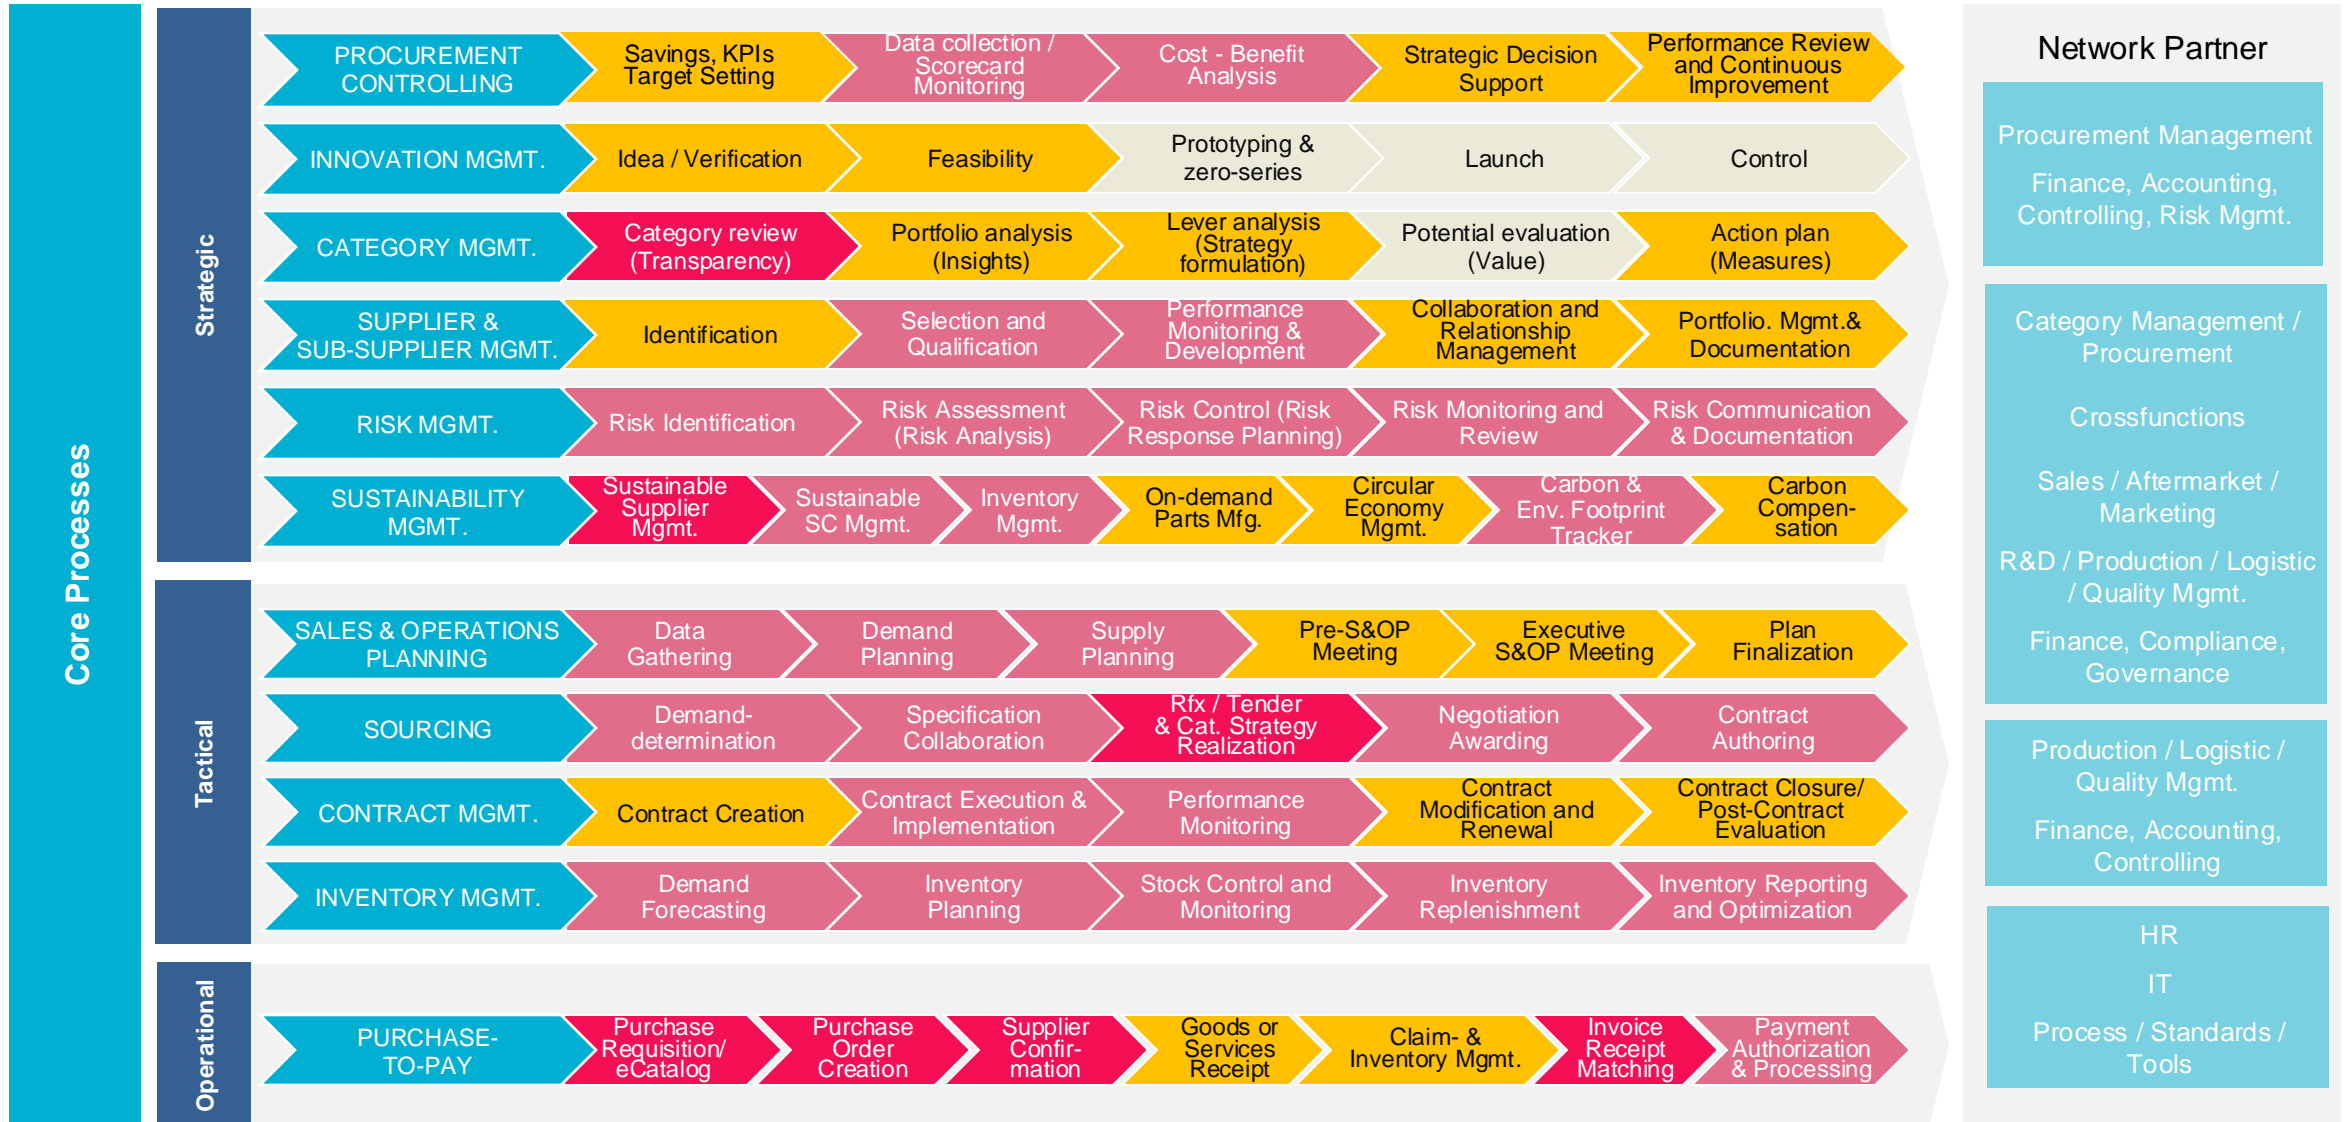 Core Processes
Strategic
PROCUREMENT
CONTROLLING
Savings, KPIs
Target Setting
Data collection /
Scorecard
Monitoring
Cost - Benefit
Analysis
Strategic Decision
Support
Performance Review
and Continuous
Improvement
INNOVATION MGMT.
Idea / Verification
Feasibility
Prototyping &
zero-series
Launch
Control
CATEGORY MGMT.
Category review
(Transparency)
Portfolio analysis
(Insights)
Lever analysis
(Strategy
formulation)
Potential evaluation
(Value)
Action plan
(Measures)
SUPPLIER &
SUB-SUPPLIER MGMT.
Identification
Selection and
Qualification
Performance
Monitoring &
Development
Collaboration and
Relationship
Management
Portfolio. Mgmt.&
Documentation
RISK MGMT.
Risk Identification
Risk Assessment
(Risk Analysis)
Risk Control (Risk
Response Planning)
Risk Monitoring and
Review
Risk Communication
& Documentation
SUSTAINABILITY
MGMT.
Sustainable
Supplier
Mgmt.
Sustainable
SC Mgmt.
Inventory
Mgmt.
On-demand
Parts Mfg.
Circular
Economy
Mgmt.
Carbon &
Env. Footprint
Tracker
Carbon
Compen-
sation
Tactical
SALES & OPERATIONS
PLANNING
Data
Gathering
Demand
Planning
Supply
Planning
Pre-S&OP
Meeting
Executive
S&OP Meeting
Plan
Finalization
SOURCING
Demand-
determination
Specification
Collaboration
Rfx / Tender
& Cat. Strategy
Realization
Negotiation
Awarding
Contract
Authoring
CONTRACT MGMT.
Contract Creation
Contract Execution &
Implementation
Performance
Monitoring
Contract
Modification and
Renewal
Contract Closure/
Post-Contract
Evaluation
INVENTORY MGMT.
Demand
Forecasting
Inventory
Planning
Stock Control and
Monitoring
Inventory
Replenishment
Inventory Reporting
and Optimization
Operational
PURCHASE-
TO-PAY
Purchase
Requisition/
eCatalog
Purchase
Order
Creation
Supplier
Confir-
mation
Goods or
Services
Receipt
Claim- &
Inventory Mgmt.
Invoice
Receipt
Matching
Payment
Authorization
& Processing
Network Partner
Procurement Management
Finance, Accounting,
Controlling, Risk Mgmt.
Category Management /
Procurement
Crossfunctions
Sales / Aftermarket /
Marketing
R&D / Production / Logistic
/ Quality Mgmt.
Finance, Compliance,
Governance
Production / Logistic /
Quality Mgmt.
Finance, Accounting,
Controlling
HR
IT
Process / Standards /
Tools